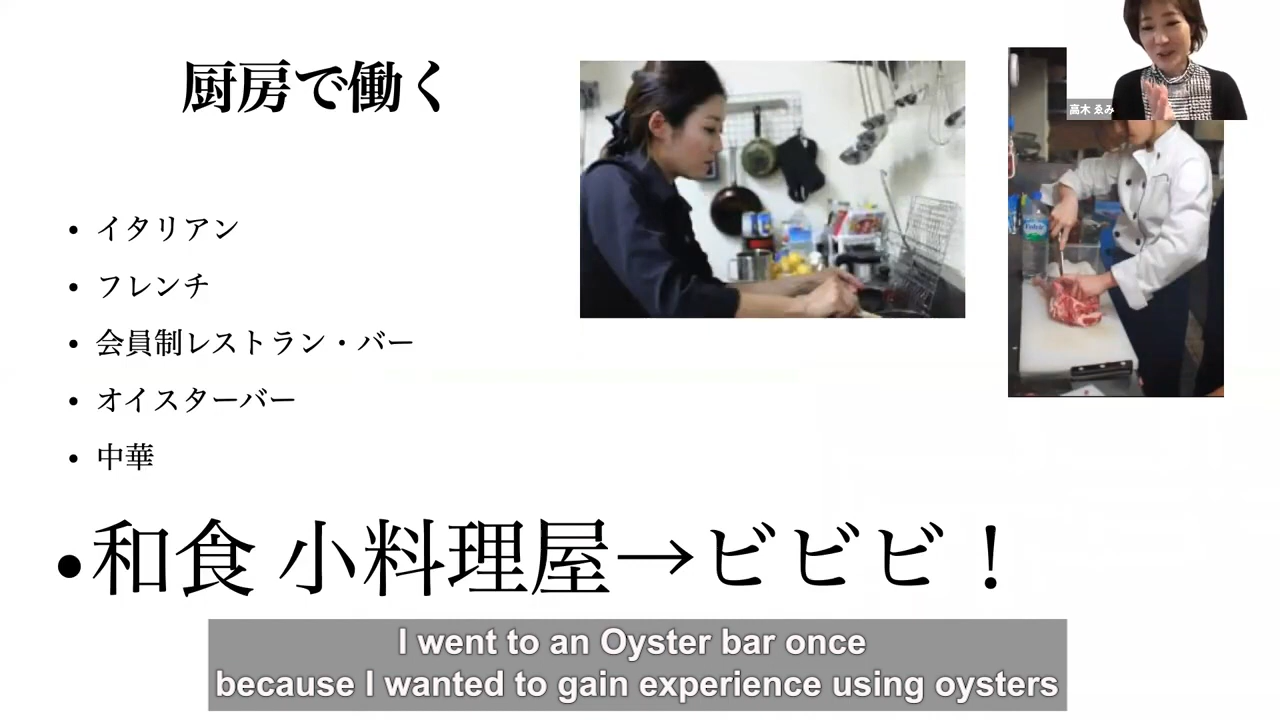 厨房で働く
高木 ゑみ
• イタリアン
• フレンチ
• 会員制レストラン・バー
• オイスターバー
• 中華
• 和食 小料理屋→ビビビ！
I went to an Oyster bar once
because I wanted to gain experience using oysters